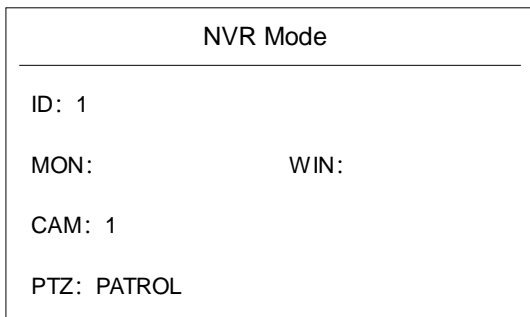 NVR Mode
ID: 1
MON: WIN:
CAM: 1
PTZ: PATROL